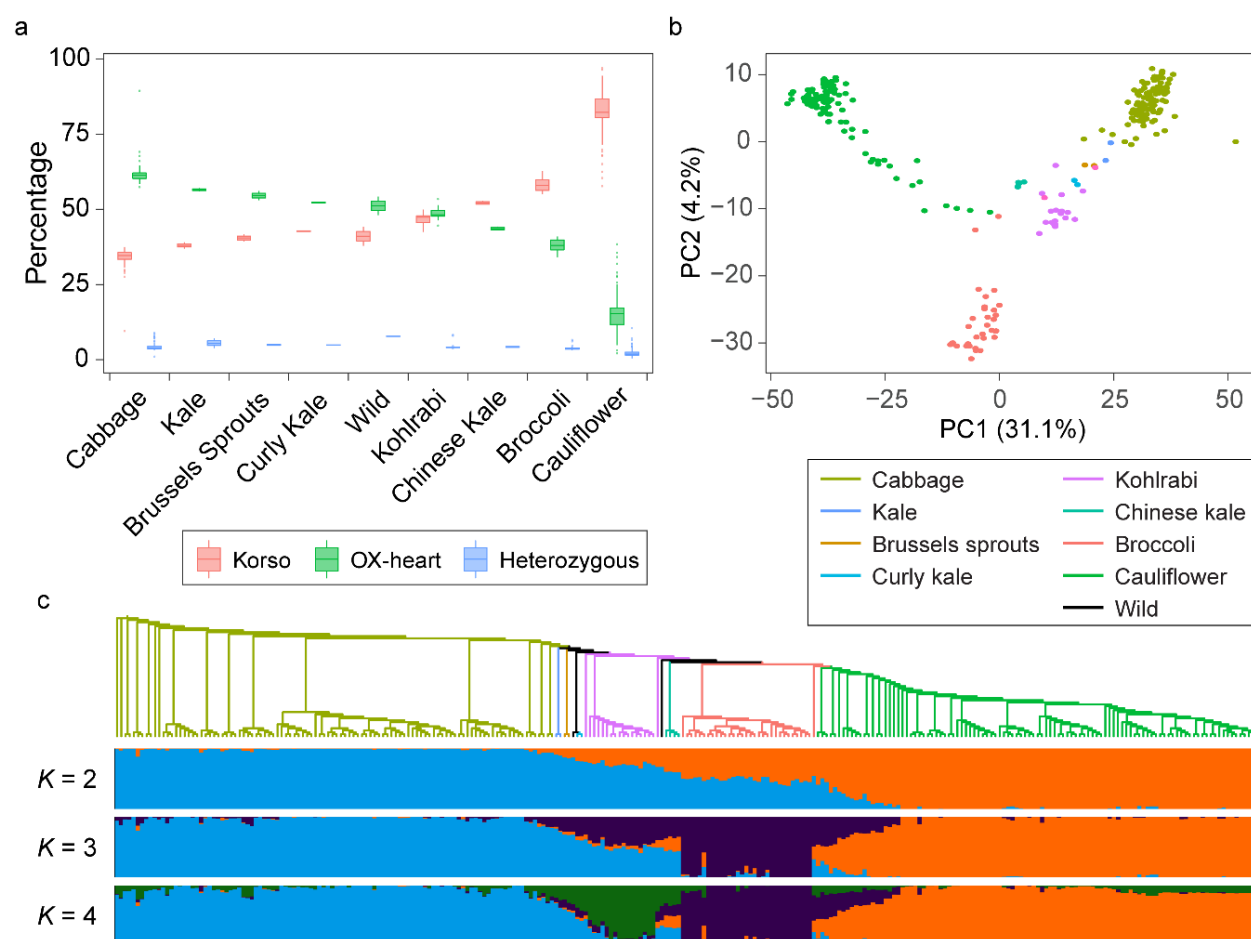 a
100
75
50
25
0
Percentage
Cabbage
Kale
Brussels Sprouts
Curly Kale
Wild
Kohlrabi
Chinese Kale
Broccoli
Cauliflower
Korso
OX-heart
Heterozygous
b
10
0
−10
−20
−30
PC2 (4.2%)
−50
−25
0
25
50
PC1 (31.1%)
Cabbage
Kale
Brussels sprouts
Curly kale
Kohlrabi
Chinese kale
Broccoli
Cauliflower
Wild
c
K = 2
K = 3
K = 4